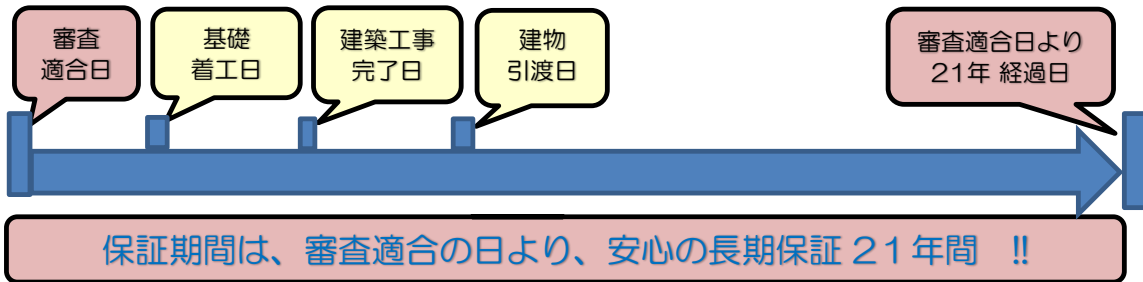 審査
適合日
基礎
着工日
建築工事
完了日
建物
引渡日
審査適合日より
21年 経過日
保証期間は、審査適合の日より、安心の長期保証 21年間　!!